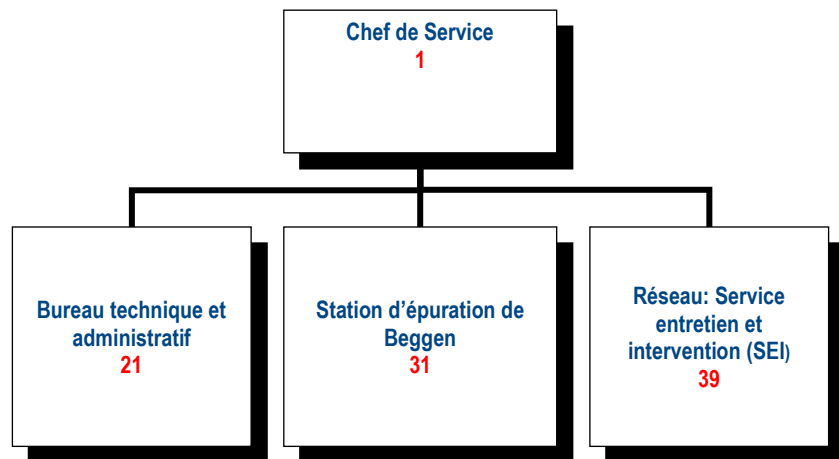 Chef de Service
1
Bureau technique et
administratif
21
Station d’épuration de
Beggen
31
Réseau: Service
entretien et
intervention (SEI)
39